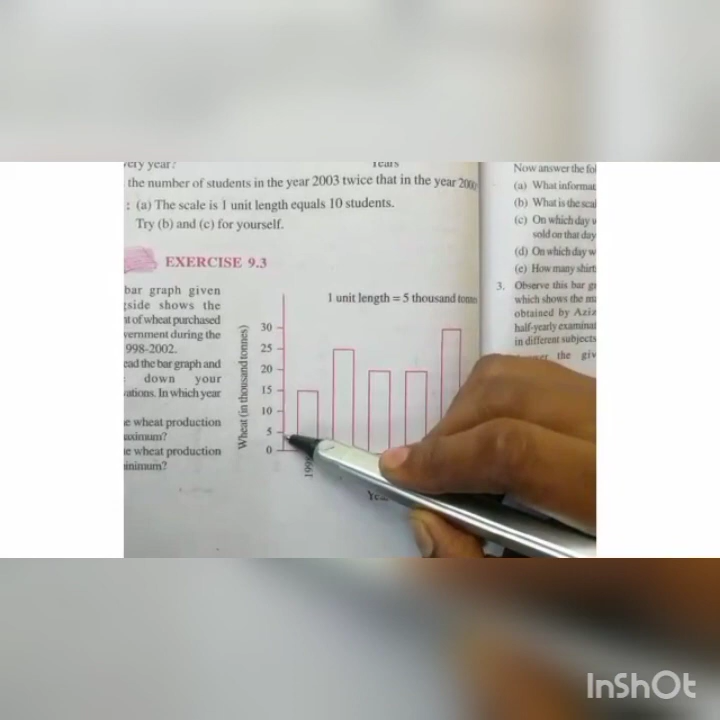 very year?
Years
the number of students in the year 2003 twice that in the year 2000
: (a) The scale is 1 unit length equals 10 students.
Try (b) and (c) for yourself.
EXERCISE 9.3
bar graph given
side shows the
t of wheat purchased
vernment during the
998-2002.
ead the bar graph and
down your
vations. In which year
e wheat production
aximum?
e wheat production
inimum?
1 unit length = 5 thousand tonnes
Wheat (in thousand tonnes)
30
25
20
15
10
5
0
Now answer the fol
(a) What informat
(b) What is the scal
(c) On which day w
sold on that day
(d) On which day w
(e) How many shirt
3. Observe this bar gr
which shows the ma
obtained by Aziz
half-yearly examinat
in different subjects
the giv
InShOt